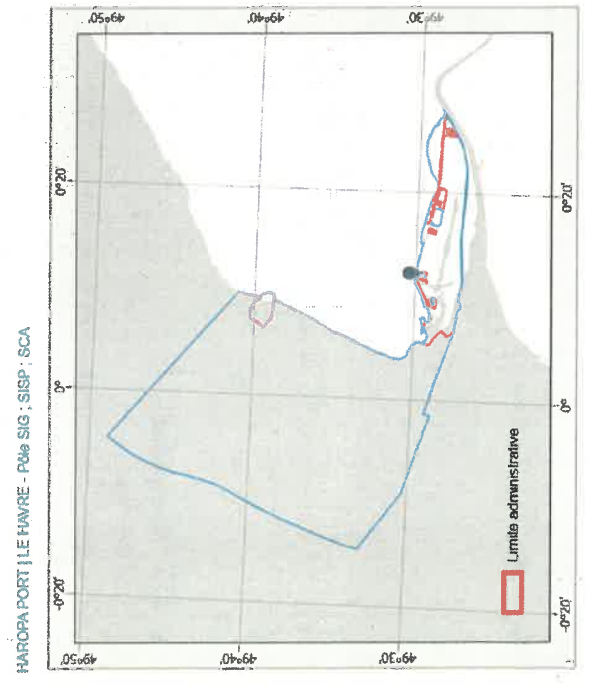 HAROPA PORT | LE HAVRE - Pôle SIG ; SISP ; SCA
-0°20' 0° 0°20'
49°50' 49°50'
49°40' 49°40'
49°30' 49°30'
Limite administrative
-0°20' 0° 0°20'